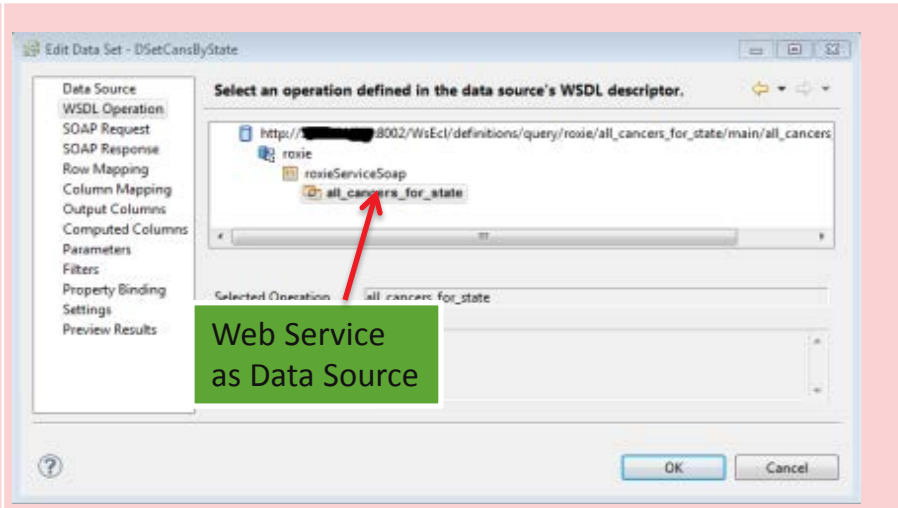 Edit Data Set - DSetCansByState
Data Source
WSDL Operation
SOAP Request
SOAP Response
Row Mapping
Column Mapping
Output Columns
Computed Columns
Parameters
Filters
Property Binding
Settings
Preview Results
Select an operation defined in the data source's WSDL descriptor.
http:// :8002/WsEcl/definitions/query/roxie/all_cancers_for_state/main/all_cancers
roxie
roxieServiceSoap
all_cancers_for_state
Selected Operation all_cancers_for_state
Web Service
as Data Source
OK Cancel